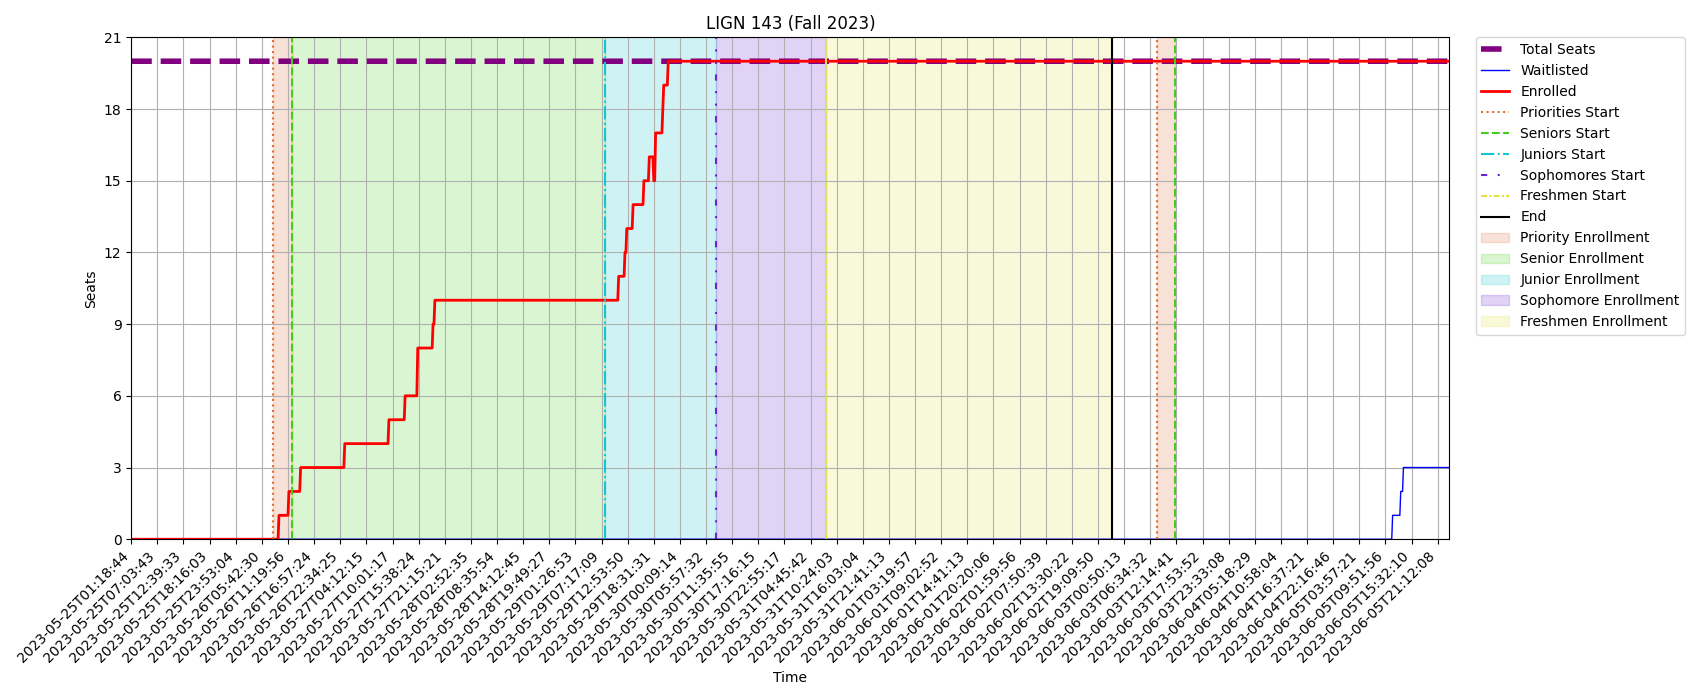 LIGN 143 (Fall 2023)
Seats
21
18
15
12
9
6
3
0
2023-05-25T01:18:44
2023-05-25T07:03:43
2023-05-25T12:39:33
2023-05-25T18:16:03
2023-05-25T23:53:04
2023-05-26T05:42:30
2023-05-26T11:19:56
2023-05-26T16:57:24
2023-05-26T22:34:25
2023-05-27T04:12:15
2023-05-27T10:01:17
2023-05-27T15:38:24
2023-05-27T21:15:21
2023-05-28T02:52:35
2023-05-28T08:35:54
2023-05-28T14:12:45
2023-05-28T19:49:27
2023-05-29T01:26:53
2023-05-29T07:17:09
2023-05-29T12:53:50
2023-05-29T18:31:31
2023-05-30T00:09:14
2023-05-30T05:57:32
2023-05-30T11:35:55
2023-05-30T17:16:15
2023-05-30T22:55:17
2023-05-31T04:45:42
2023-05-31T10:24:03
2023-05-31T16:03:04
2023-05-31T21:41:13
2023-06-01T03:19:57
2023-06-01T09:02:52
2023-06-01T14:41:13
2023-06-01T20:20:06
2023-06-02T01:59:56
2023-06-02T07:50:39
2023-06-02T13:30:22
2023-06-02T19:09:50
2023-06-03T00:50:13
2023-06-03T06:34:32
2023-06-03T12:14:41
2023-06-03T17:53:52
2023-06-03T23:33:08
2023-06-04T05:18:29
2023-06-04T10:58:04
2023-06-04T16:37:21
2023-06-04T22:16:46
2023-06-05T03:57:21
2023-06-05T09:51:56
2023-06-05T15:32:10
2023-06-05T21:12:08
Time
Total Seats
Waitlisted
Enrolled
Priorities Start
Seniors Start
Juniors Start
Sophomores Start
Freshmen Start
End
Priority Enrollment
Senior Enrollment
Junior Enrollment
Sophomore Enrollment
Freshmen Enrollment